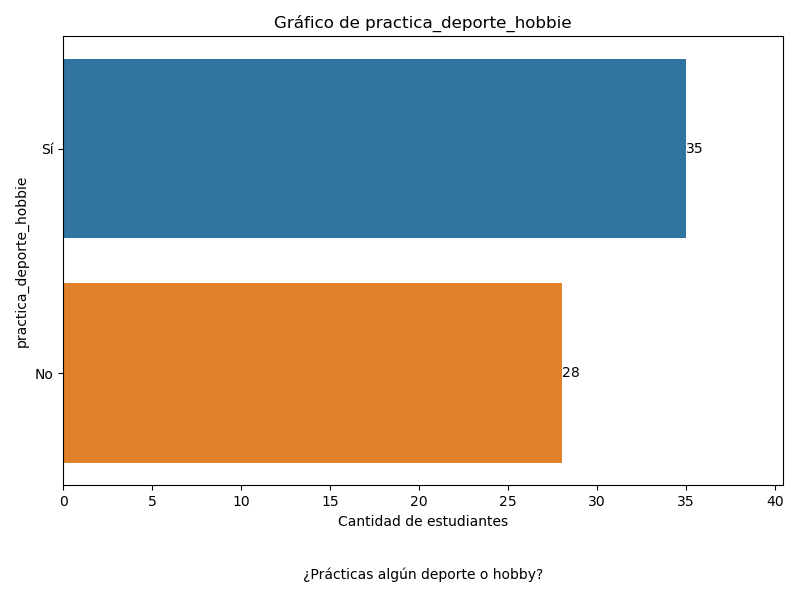 Gráfico de practica_deporte_hobbie
practica_deporte_hobbie
Sí
35
No
28
0 5 10 15 20 25 30 35 40
Cantidad de estudiantes
¿Prácticas algún deporte o hobby?